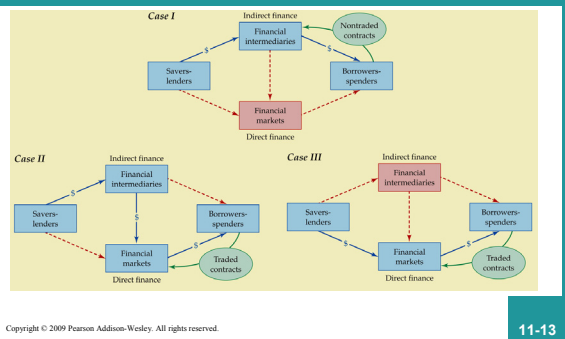 Case I
Indirect finance
Financial
intermediaries
Nontraded
contracts
$
$
Savers-
lenders
Borrowers-
spenders
Financial
markets
Direct finance
Case II
Indirect finance
Financial
intermediaries
$
Savers-
lenders
$
Borrowers-
spenders
Financial
markets
$
Traded
contracts
Direct finance
Case III
Indirect finance
Financial
intermediaries
Savers-
lenders
Borrowers-
spenders
$
$
Financial
markets
Traded
contracts
Direct finance
Copyright © 2009 Pearson Addison-Wesley. All rights reserved.
11-13